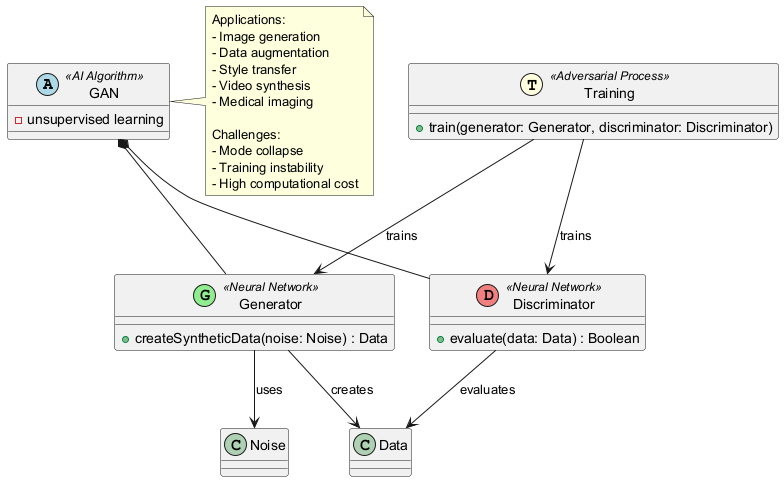 Applications:
- Image generation
- Data augmentation
- Style transfer
- Video synthesis
- Medical imaging
Challenges:
- Mode collapse
- Training instability
- High computational cost
A «AI Algorithm»
GAN
unsupervised learning
T «Adversarial Process»
Training
train(generator: Generator, discriminator: Discriminator)
trains
trains
G «Neural Network»
Generator
createSyntheticData(noise: Noise) : Data
D «Neural Network»
Discriminator
evaluate(data: Data) : Boolean
uses
creates
evaluates
C Noise
C Data